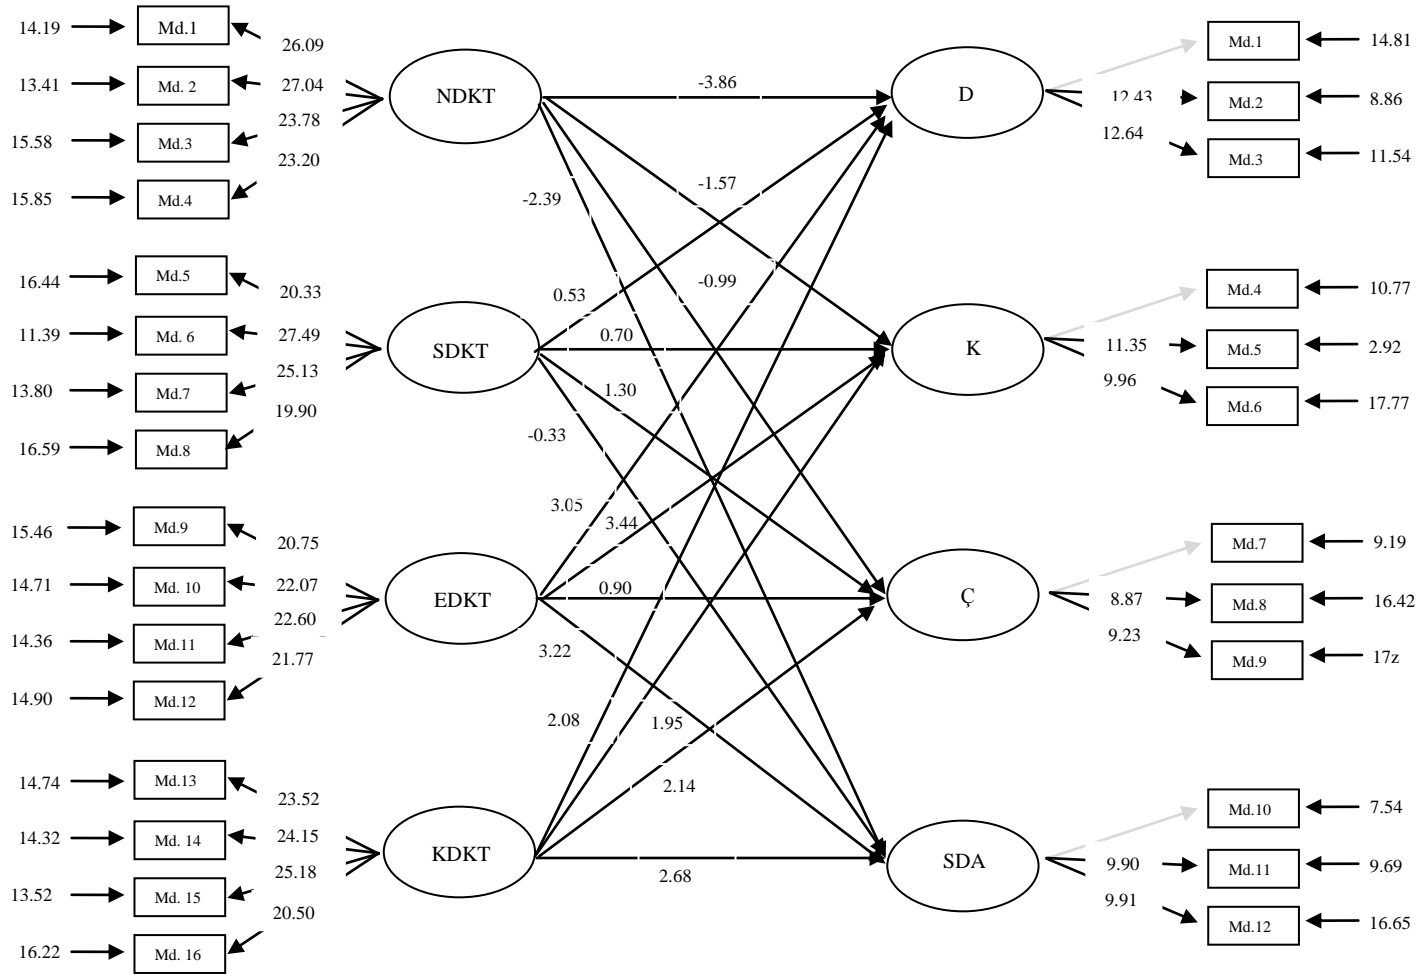 14.19 Md.1 26.09
13.41 Md. 2 27.04
15.58 Md.3 23.78
15.85 Md.4 23.20
NDKT
16.44 Md.5 20.33
11.39 Md. 6 27.49
13.80 Md.7 25.13
16.59 Md.8 19.90
SDKT
15.46 Md.9 20.75
14.71 Md. 10 22.07
14.36 Md.11 22.60
14.90 Md.12 21.77
EDKT
14.74 Md.13 23.52
14.32 Md. 14 24.15
13.52 Md. 15 25.18
16.22 Md. 16 20.50
KDKT
-3.86
-1.57
-2.39
-0.99
0.53
0.70
1.30
-0.33
3.05
3.44
0.90
3.22
2.08
1.95
2.14
2.68
D
Md.1 14.81
12.43 Md.2 8.86
12.64 Md.3 11.54
K
Md.4 10.77
11.35 Md.5 2.92
9.96 Md.6 17.77
Ç
Md.7 9.19
8.87 Md.8 16.42
9.23 Md.9 17z
SDA
Md.10 7.54
9.90 Md.11 9.69
9.91 Md.12 16.65